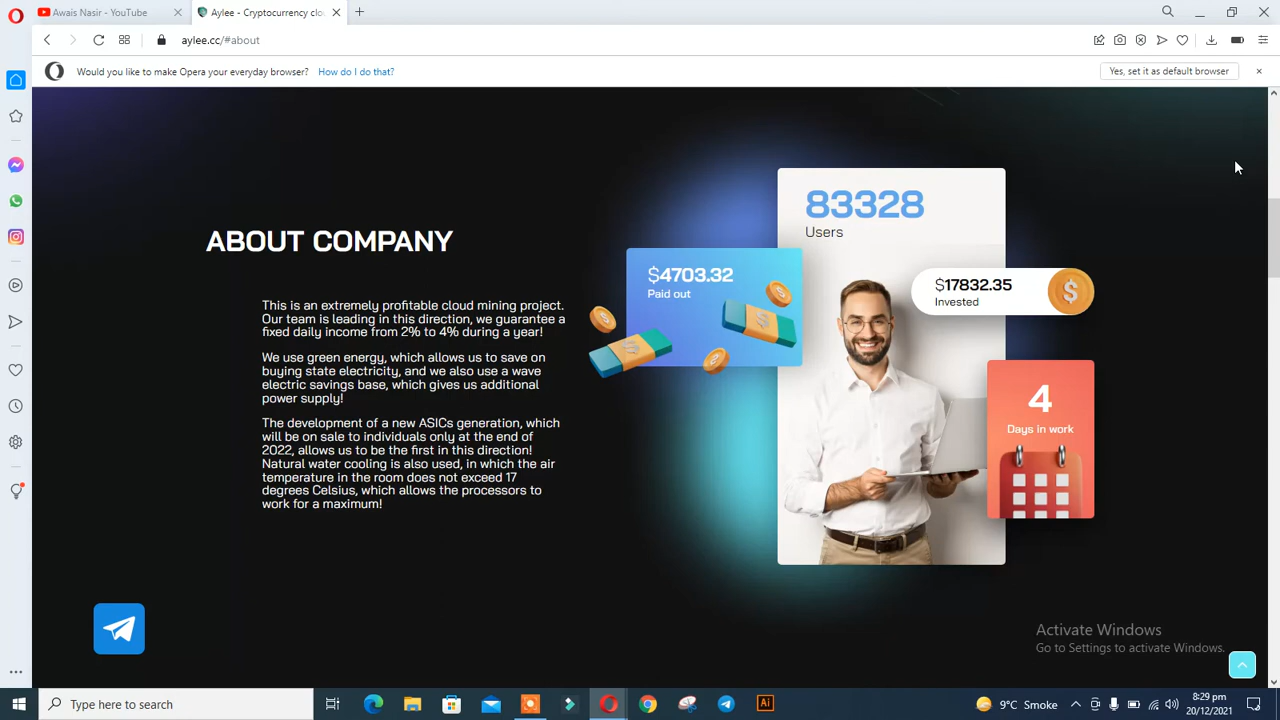 Awais Nasir - YouTube
Aylee - Cryptocurrency clo
aylee.cc/#about
Would you like to make Opera your everyday browser? How do I do that?
Yes, set it as default browser
83328
Users
ABOUT COMPANY
$4703.32
Paid out
$17832.35
Invested
This is an extremely profitable cloud mining project.
Our team is leading in this direction, we guarantee a
fixed daily income from 2% to 4% during a year!
We use green energy, which allows us to save on
buying state electricity, and we also use a wave
electric savings base, which gives us additional
power supply!
4
Days in work
The development of a new ASICs generation, which
will be on sale to individuals only at the end of
2022, allows us to be the first in this direction!
Natural water cooling is also used, in which the air
temperature in the room does not exceed 17
degrees Celsius, which allows the processors to
work for a maximum!
Activate Windows
Go to Settings to activate Windows.
Type here to search
Ai
9°C Smoke
8:29 pm
20/12/2021